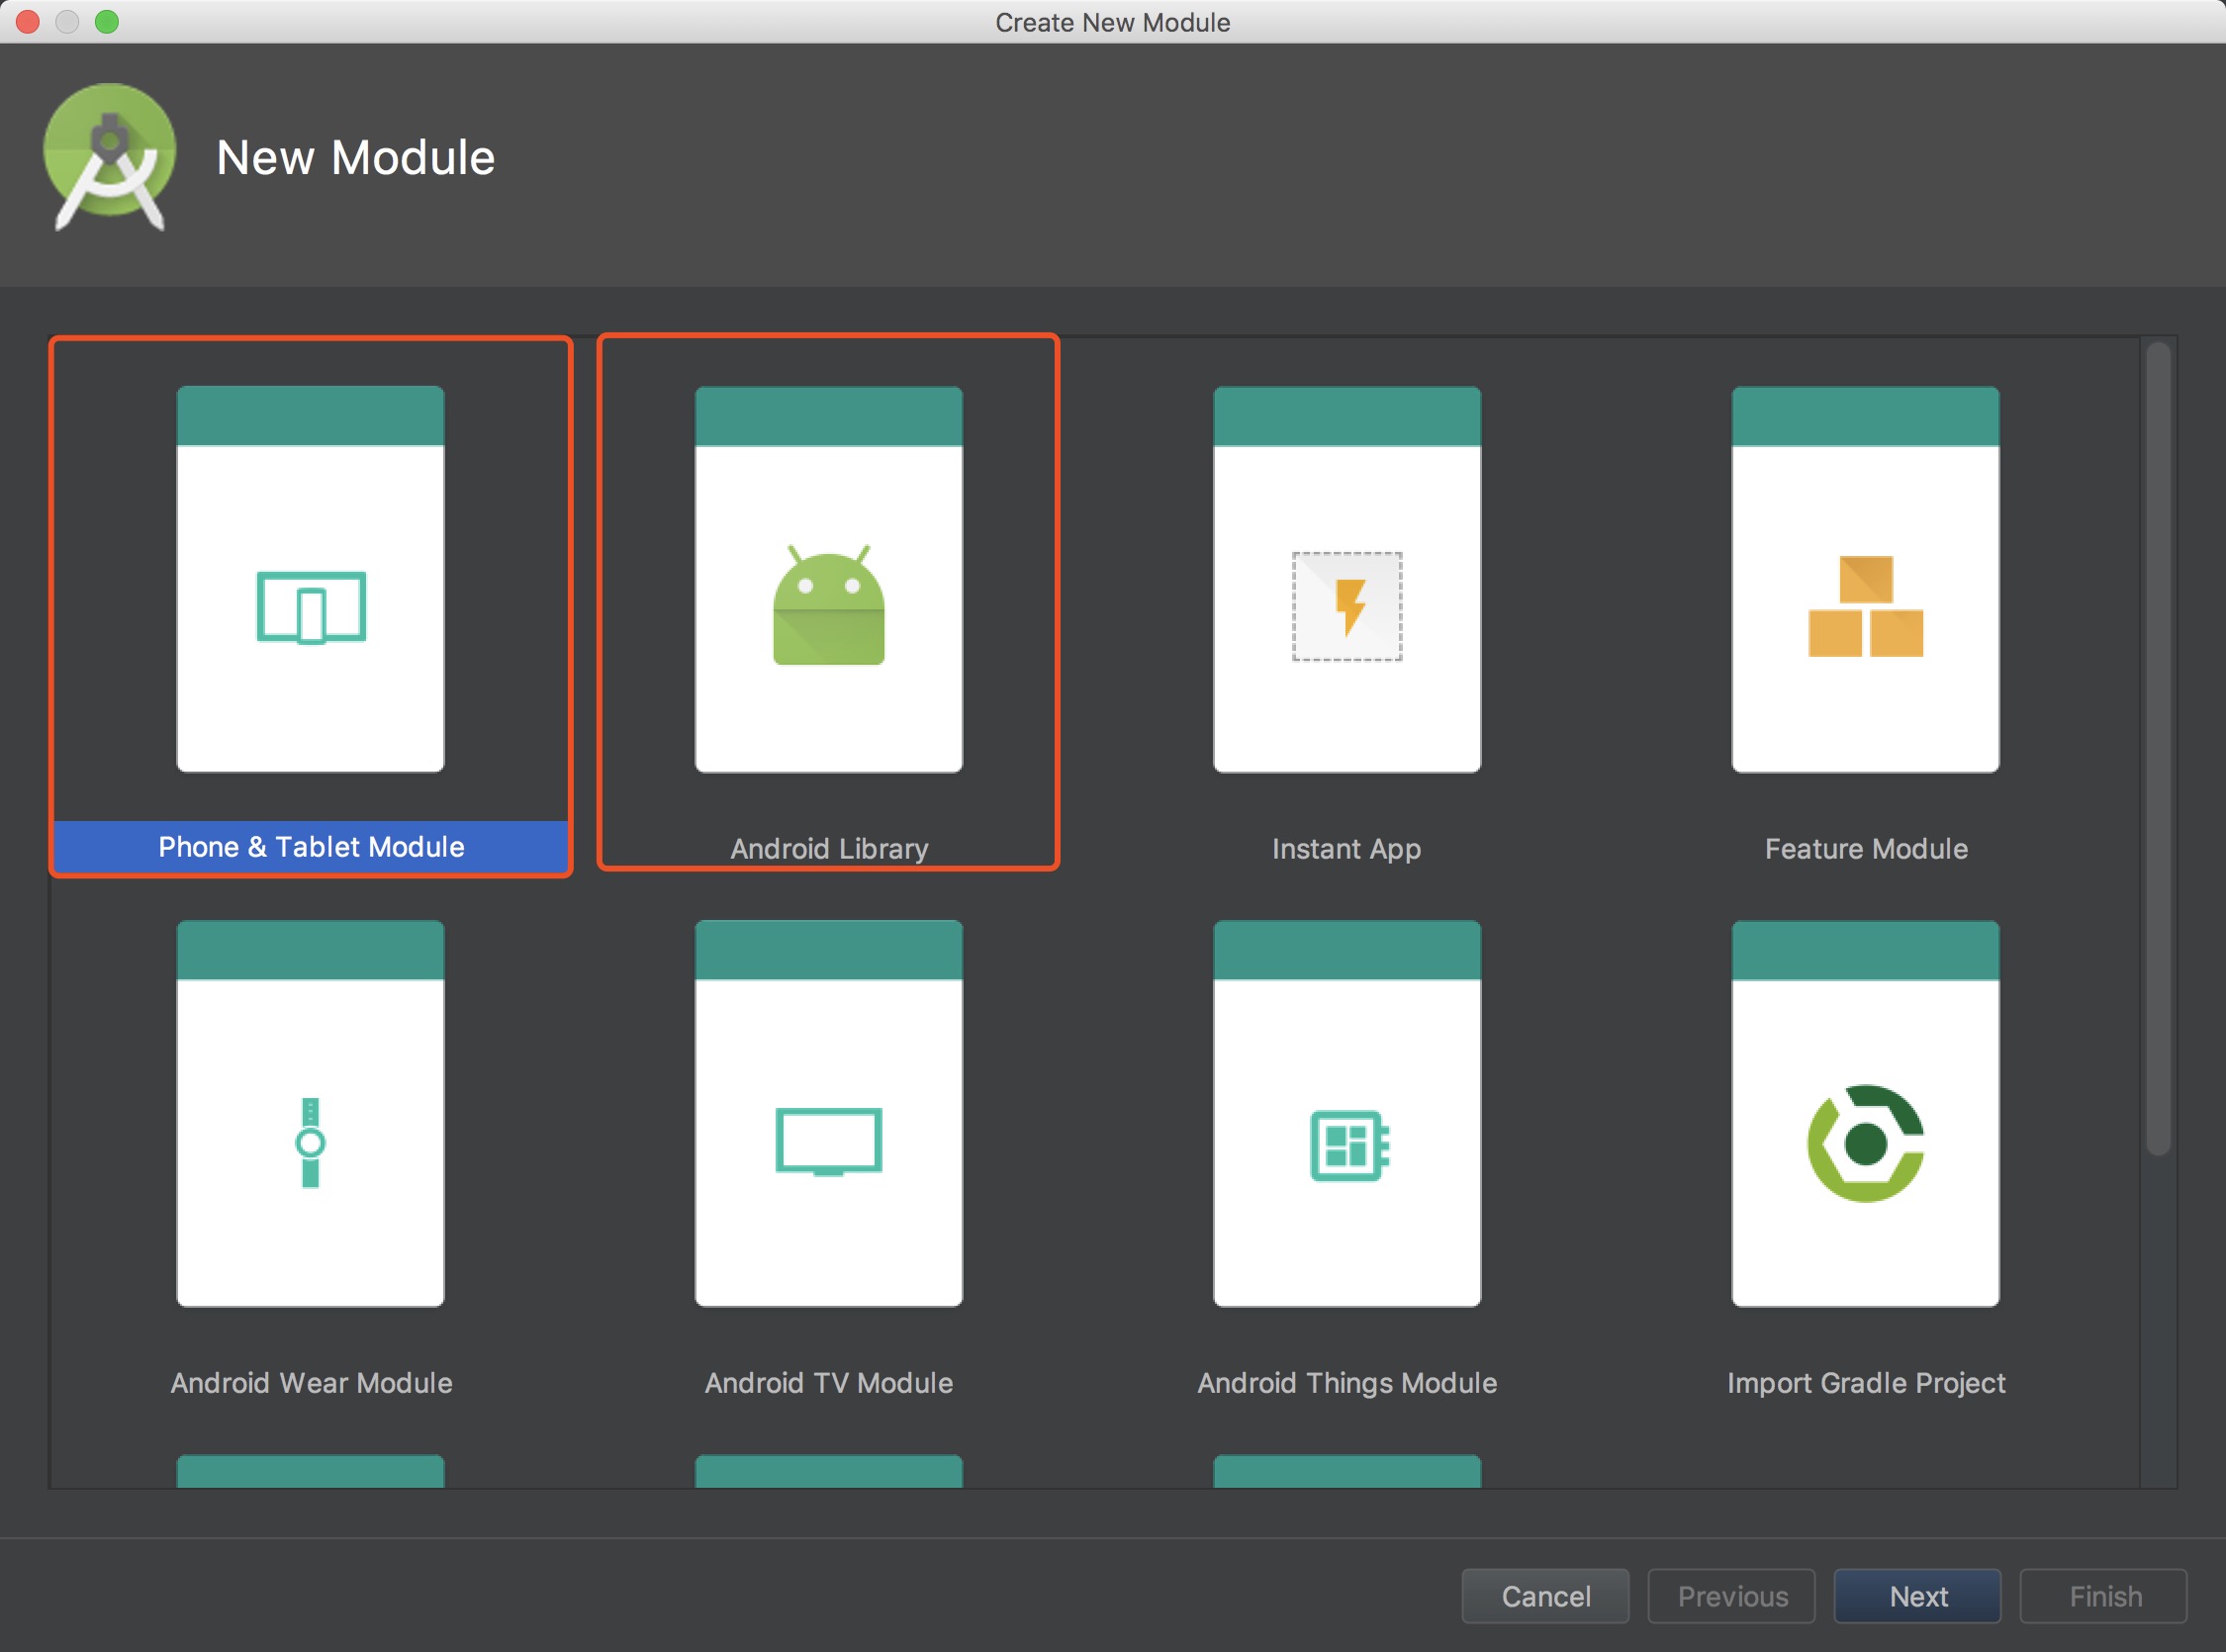 Create New Module
New Module
Phone & Tablet Module
Android Library
Instant App
Feature Module
Android Wear Module
Android TV Module
Android Things Module
Import Gradle Project
Cancel
Previous
Next
Finish